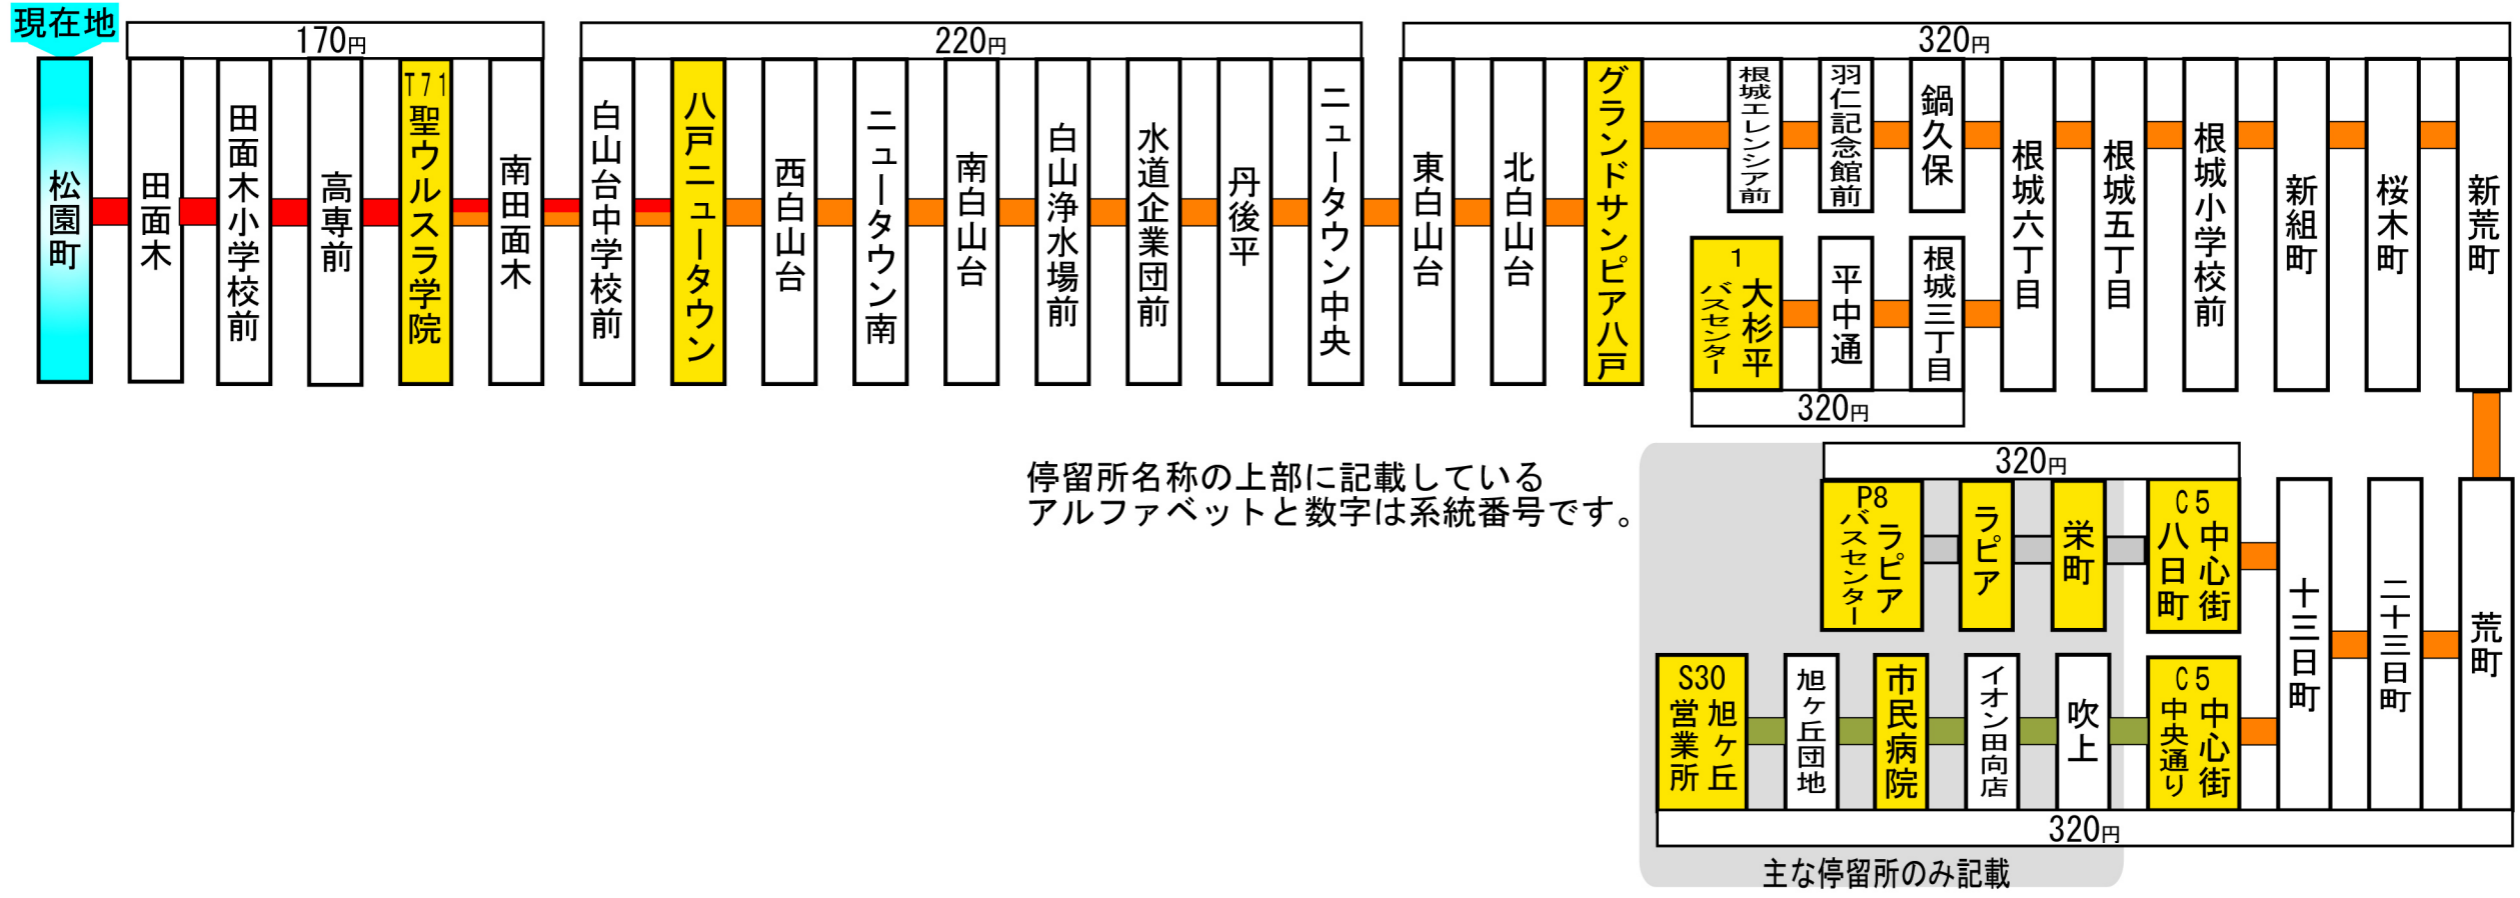 現在地
170円
220円
320円
松園町
田面木
田面木小学校前
高専前
T71
聖ウルスラ学院
南田面木
白山台中学校前
八戸ニュータウン
西白山台
ニュータウン南
南白山台
白山浄水場前
水道企業団前
丹後平
ニュータウン中央
東白山台
北白山台
グランドサンピア八戸
根城エレンシア前
羽仁記念館前
鍋久保
根城六丁目
根城五丁目
根城小学校前
新組町
桜木町
新荒町
1
大杉平
バスセンター
平中通
根城三丁目
320円
停留所名称の上部に記載している
アルファベットと数字は系統番号です。
320円
P8
ラピア
バスセンター
ラピア
栄町
C5
中心街
八日町
十三日町
二十三日町
荒町
S30
旭ヶ丘
営業所
旭ヶ丘団地
市民病院
イオン田向店
吹上
C5
中心街
中央通り
320円
主な停留所のみ記載